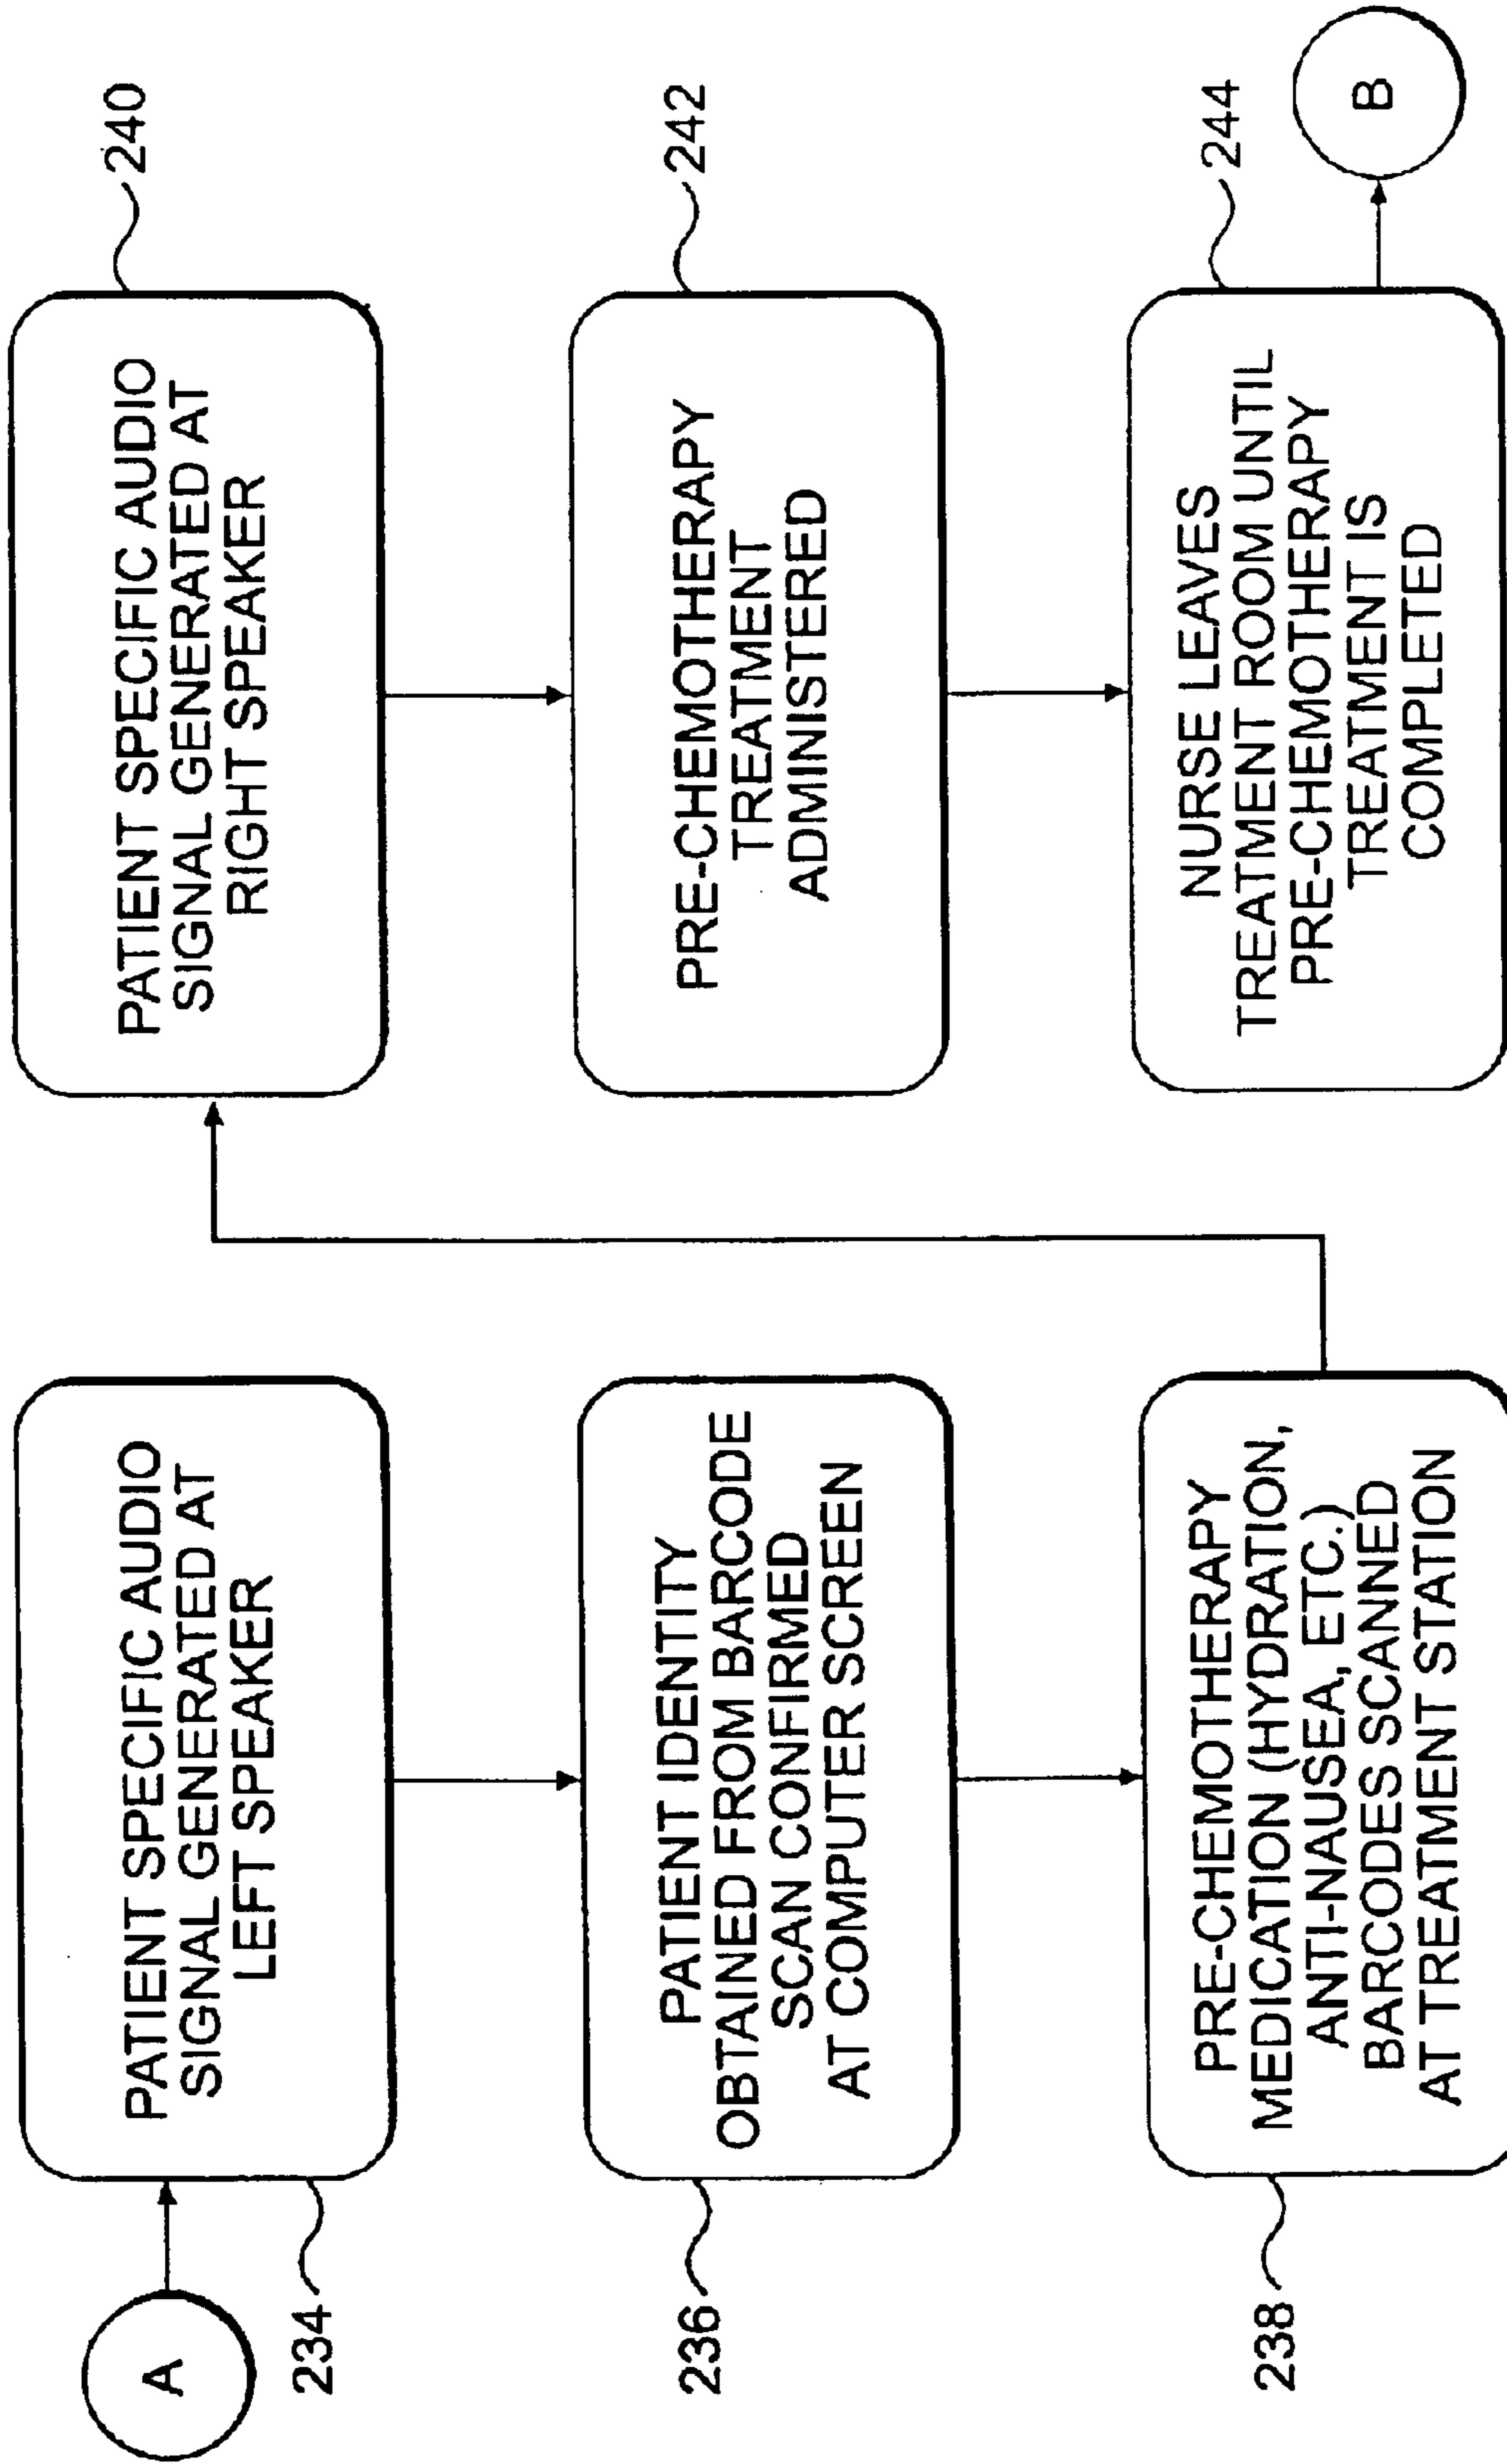 A
234
PATIENT SPECIFIC AUDIO
SIGNAL GENERATED AT
LEFT SPEAKER
236
PATIENT IDENTITY
OBTAINED FROM BARCODE
SCAN CONFIRMED
AT COMPUTER SCREEN
238
PRE-CHEMOTHERAPY
MEDICATION (HYDRATION,
ANTI-NAUSEA, ETC.)
BARCODES SCANNED
AT TREATMENT STATION
240
PATIENT SPECIFIC AUDIO
SIGNAL GENERATED AT
RIGHT SPEAKER
242
PRE-CHEMOTHERAPY
TREATMENT
ADMINISTERED
244
NURSE LEAVES
TREATMENT ROOM UNTIL
PRE-CHEMOTHERAPY
TREATMENT IS
COMPLETED
B